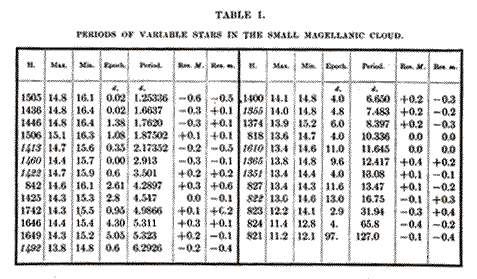 TABLE I.
PERIODS OF VARIABLE STARS IN THE SMALL MAGELLANIC CLOUD.
H. Max. Min. Epoch. Period. Res. M. Res. m. H. Max. Min. Epoch. Period. Res. M. Res. m.
d. d. d. d.
1505 14.8 16.1 0.02 1.25336 −0.6 −0.5 1400 14.1 14.8 4.0 6.650 +0.2 −0.3
1436 14.8 16.4 0.02 1.6637 −0.3 +0.1 1355 14.0 14.8 4.8 7.483 +0.2 −0.2
1446 14.8 16.4 1.38 1.7620 −0.3 +0.1 1374 13.9 15.2 6.0 8.397 +0.2 −0.3
1506 15.1 16.3 1.08 1.87502 +0.1 +0.1 818 13.6 14.7 4.0 10.336 0.0 0.0
1413 14.7 15.6 0.35 2.17352 −0.2 −0.5 1610 13.4 14.6 11.0 11.645 0.0 0.0
1460 14.4 15.7 0.00 2.913 −0.3 −0.1 1365 13.8 14.8 9.6 12.417 +0.4 +0.2
1422 14.7 15.9 0.6 3.501 +0.2 +0.2 1351 13.4 14.4 4.0 13.08 +0.1 −0.1
842 14.6 16.1 2.61 4.2897 +0.3 +0.6 827 13.4 14.3 11.6 13.47 +0.1 −0.2
1425 14.3 15.3 2.8 4.547 0.0 −0.1 822 13.0 14.6 13.0 16.75 −0.1 +0.3
1742 14.3 15.5 0.95 4.9866 +0.1 +0.2 823 12.2 14.1 2.9 31.94 −0.3 +0.4
1646 14.4 15.4 4.30 5.311 +0.3 +0.1 824 11.4 12.8 4. 65.8 −0.4 −0.2
1649 14.3 15.2 5.05 5.323 +0.2 −0.1 821 11.2 12.1 97. 127.0 −0.1 −0.4
1492 13.8 14.8 0.6 6.2926 −0.2 −0.4